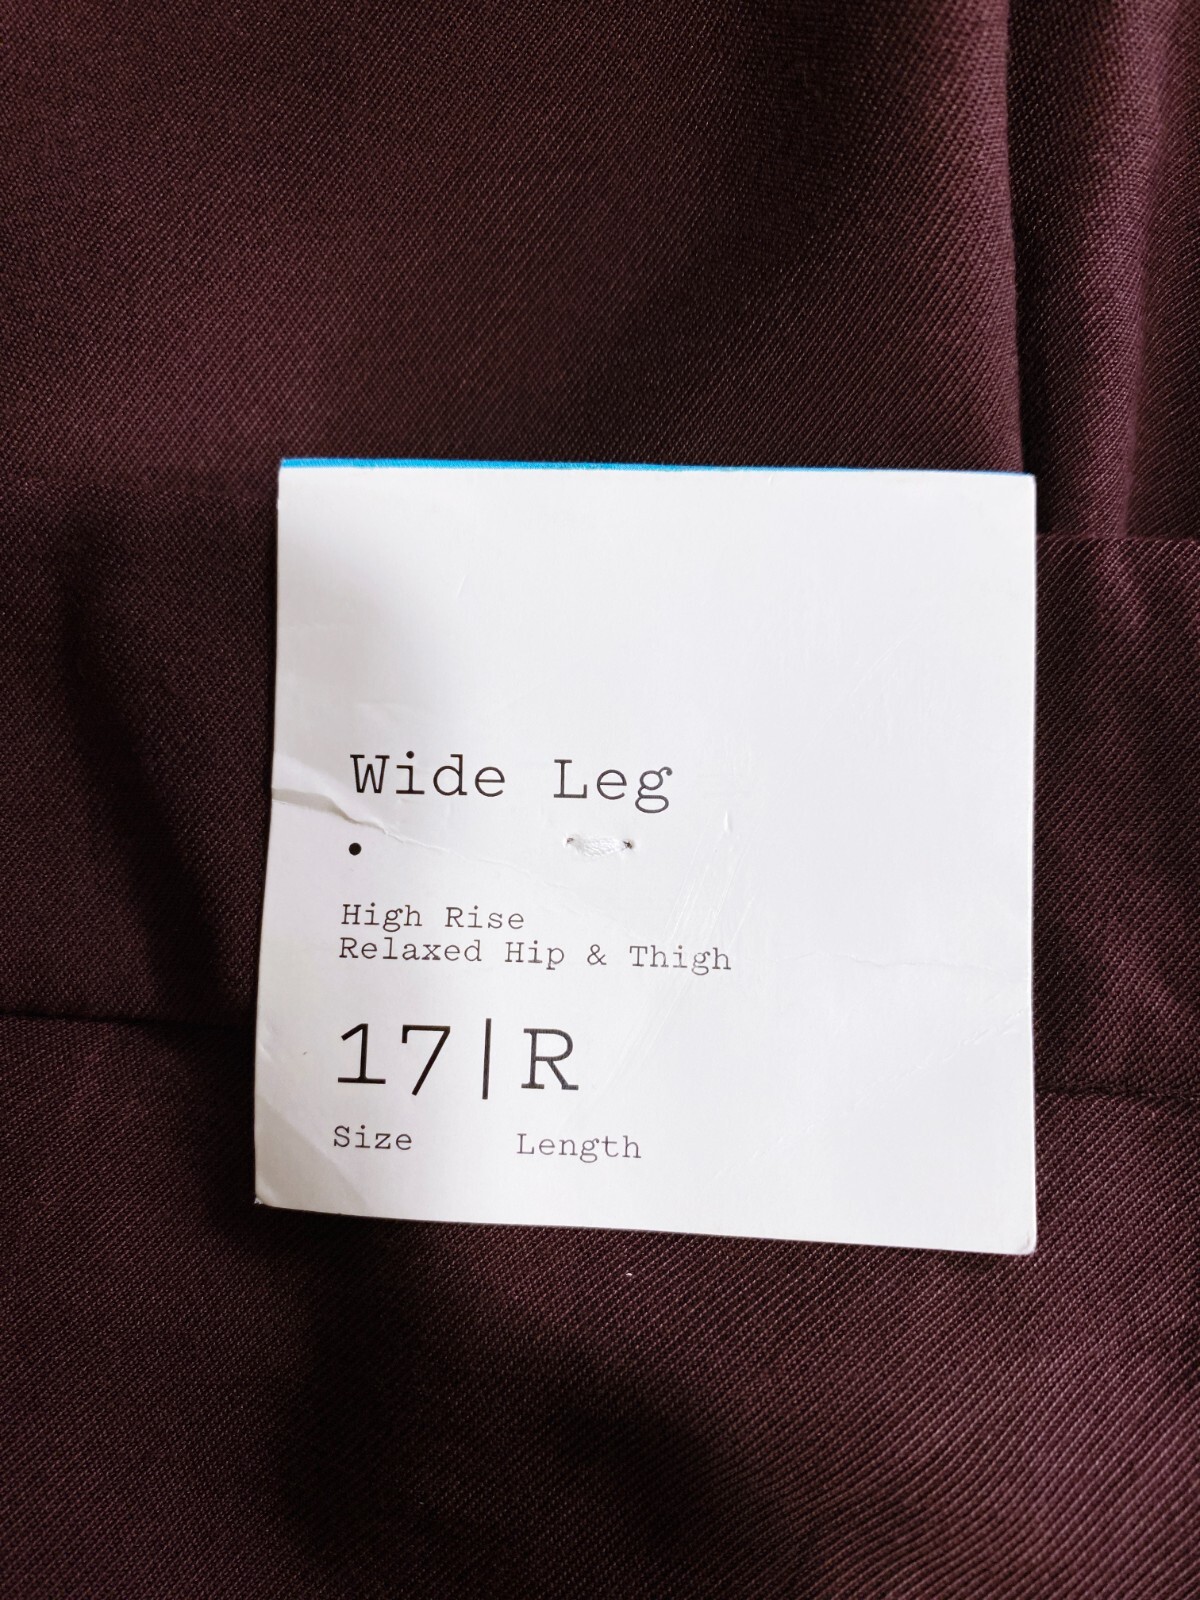 Wide Leg
•
High Rise
Relaxed Hip & Thigh
17|R
Size Length